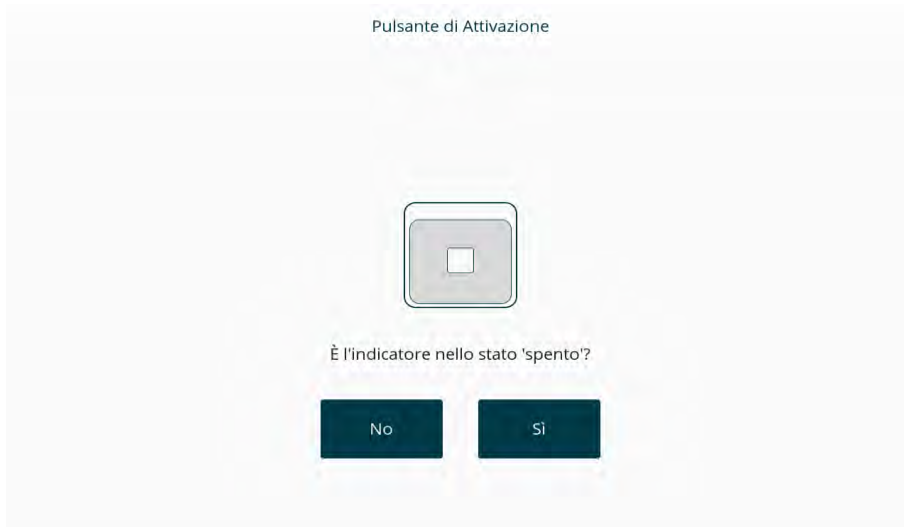 Pulsante di Attivazione
È l'indicatore nello stato 'spento'?
No
Sì